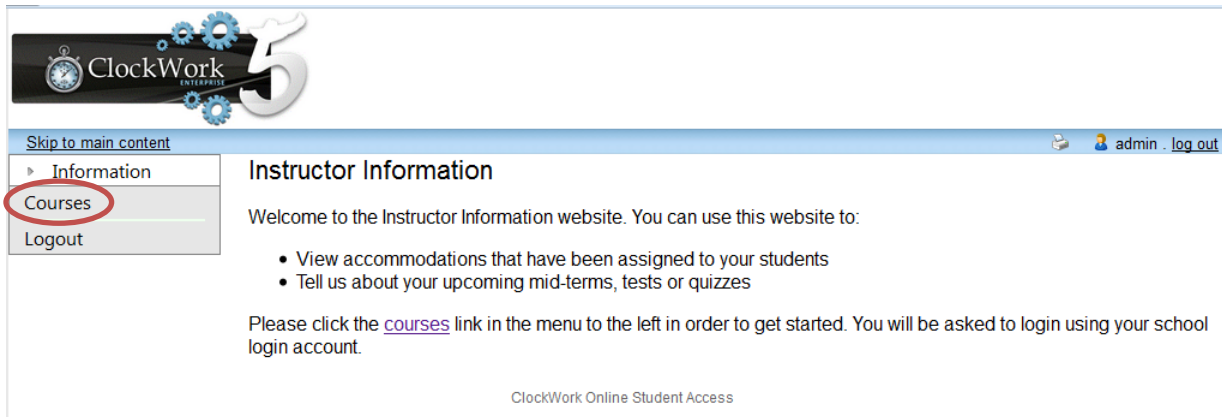 ClockWork 5
ENTERPRISE
Skip to main content
admin . log out
Information
Courses
Logout
Instructor Information
Welcome to the Instructor Information website. You can use this website to:
• View accommodations that have been assigned to your students
• Tell us about your upcoming mid-terms, tests or quizzes
Please click the courses link in the menu to the left in order to get started. You will be asked to login using your school
login account.
ClockWork Online Student Access